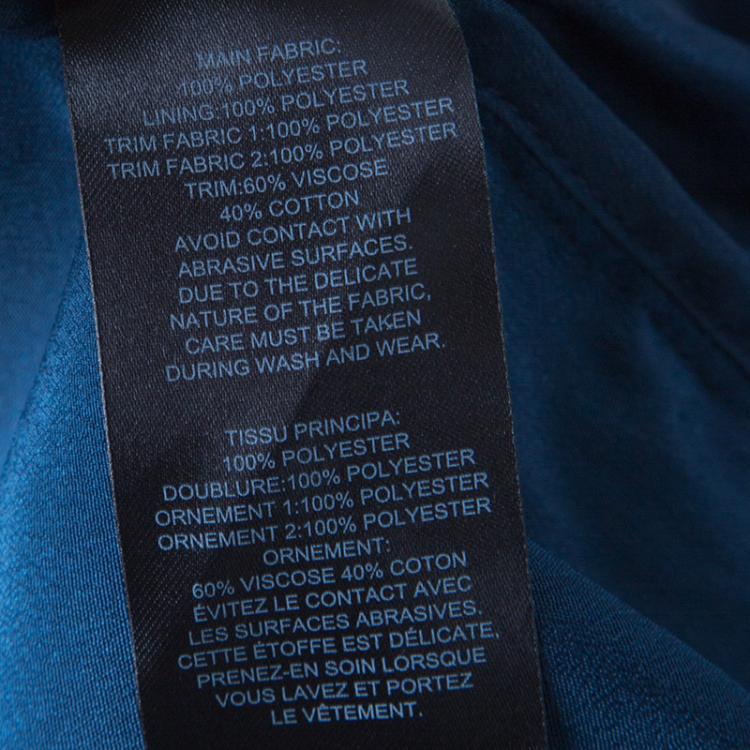 MAIN FABRIC:
100% POLYESTER
LINING:100% POLYESTER
TRIM FABRIC 1:100% POLYESTER
TRIM FABRIC 2:100% POLYESTER
TRIM:60% VISCOSE
40% COTTON
AVOID CONTACT WITH
ABRASIVE SURFACES.
DUE TO THE DELICATE
NATURE OF THE FABRIC,
CARE MUST BE TAKEN
DURING WASH AND WEAR.
TISSU PRINCIPA:
100% POLYESTER
DOUBLURE:100% POLYESTER
ORNEMENT 1:100% POLYESTER
ORNEMENT 2:100% POLYESTER
ORNEMENT:
60% VISCOSE 40% COTON
ÉVITEZ LE CONTACT AVEC
LES SURFACES ABRASIVES.
CETTE ÉTOFFE EST DÉLICATE,
PRENEZ-EN SOIN LORSQUE
VOUS LAVEZ ET PORTEZ
LE VÊTEMENT.